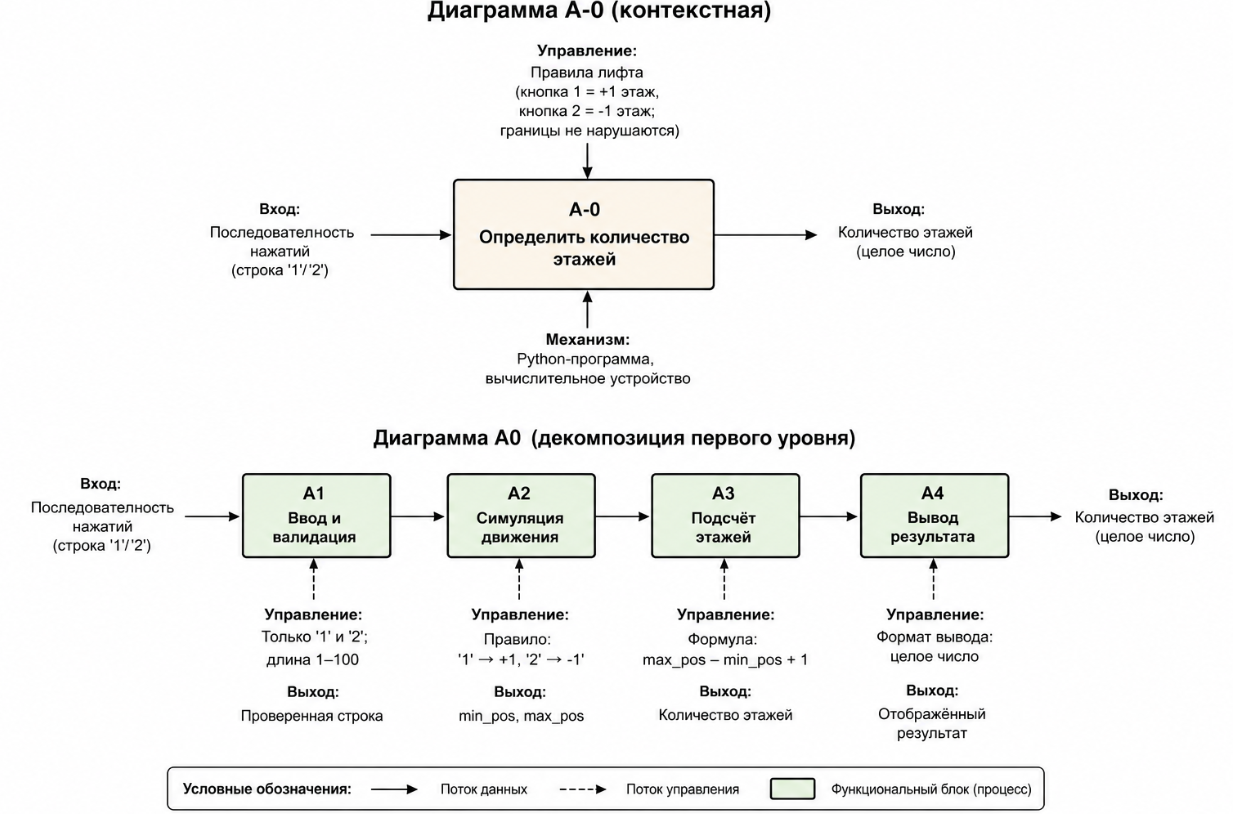 Диаграмма А-0 (контекстная)
Управление:
Правила лифта
(кнопка 1 = +1 этаж,
кнопка 2 = -1 этаж;
границы не нарушаются)
Вход:
Последователность
нажатий
(строка '1'/'2')
А-0
Определить количество
этажей
Выход:
Количество этажей
(целое число)
Механизм:
Python-программа,
вычислительное устройство
Диаграмма А0 (декомпозиция первого уровня)
Вход:
Последователность
нажатий
(строка '1'/'2')
А1
Ввод и
валидация
А2
Симуляция
движения
А3
Подсчёт
этажей
А4
Вывод
результата
Выход:
Количество этажей
(целое число)
Управление:
Только '1' и '2';
длина 1–100
Выход:
Проверенная строка
Управление:
Правило:
'1' → +1, '2' → -1'
Выход:
min_pos, max_pos
Управление:
Формула:
max_pos – min_pos + 1
Выход:
Количество этажей
Управление:
Формат вывода:
целое число
Выход:
Отображённый
результат
Условные обозначения:
Поток данных
Поток управления
Функциональный блок (процесс)